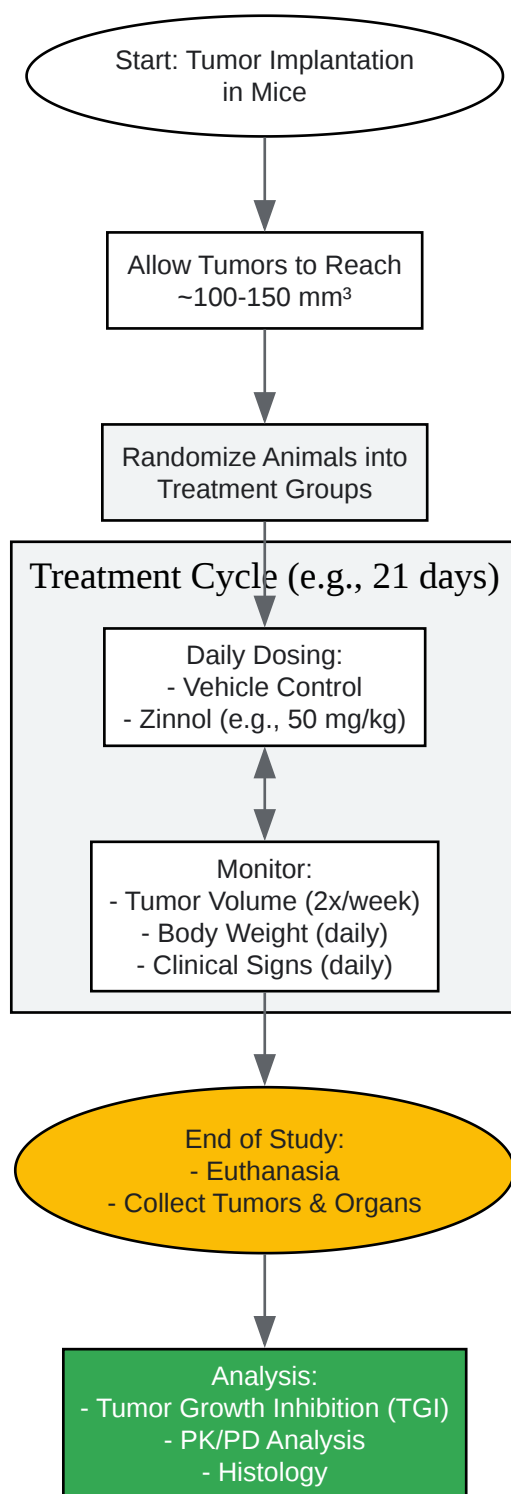 Start: Tumor Implantation
in Mice
Allow Tumors to Reach
~100-150 mm³
Randomize Animals into
Treatment Groups
Treatment Cycle (e.g., 21 days)
Daily Dosing:
- Vehicle Control
- Zinnol (e.g., 50 mg/kg)
Monitor:
- Tumor Volume (2x/week)
- Body Weight (daily)
- Clinical Signs (daily)
End of Study:
- Euthanasia
- Collect Tumors & Organs
Analysis:
- Tumor Growth Inhibition (TGI)
- PK/PD Analysis
- Histology